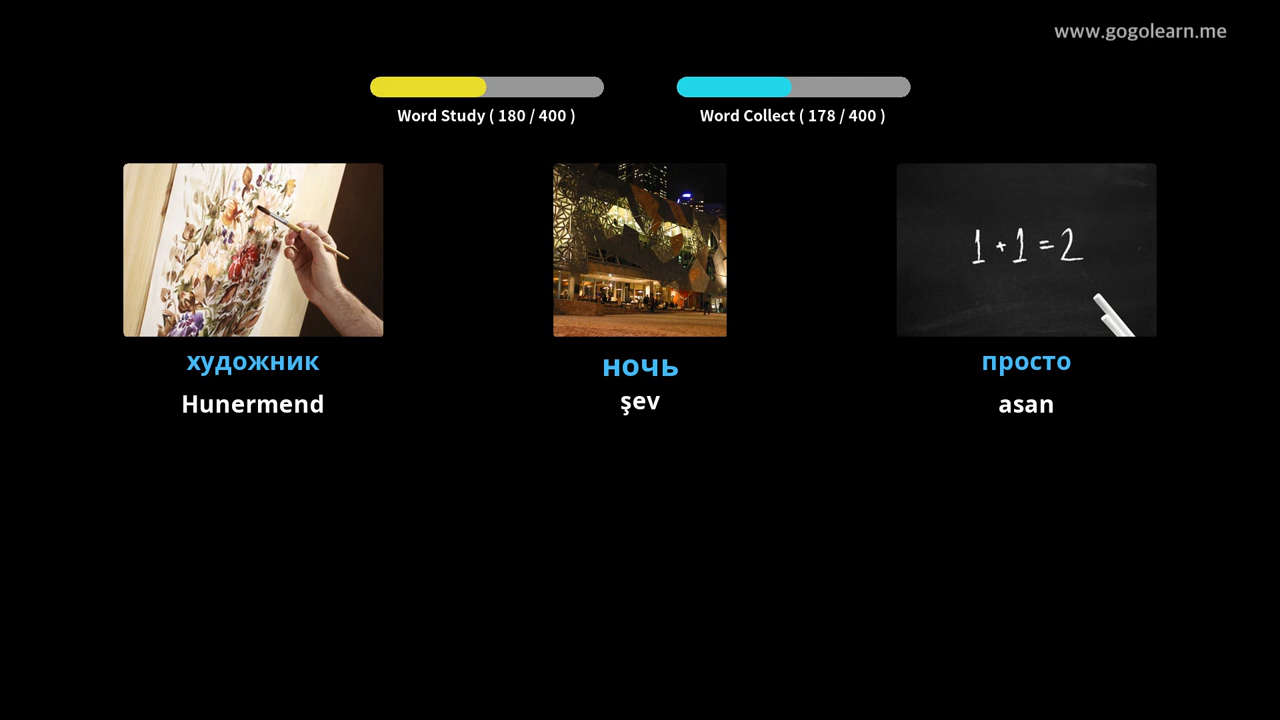 www.gogolearn.me
Word Study ( 180 / 400 )
Word Collect ( 178 / 400 )
1+1=2
художник
Hunermend
ночь
şev
просто
asan